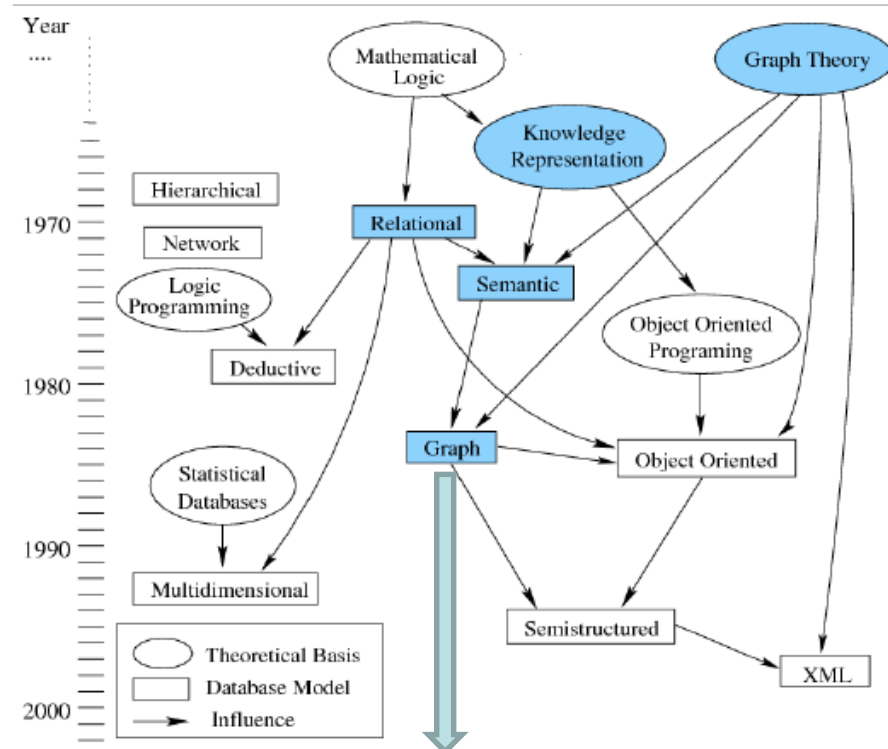 Year
....
Mathematical
Logic
Graph Theory
Knowledge
Representation
Hierarchical
1970
Relational
Network
Semantic
Logic
Programming
Object Oriented
Programing
Deductive
1980
Graph
Object Oriented
Statistical
Databases
1990
Multidimensional
Semistructured
Theoretical Basis
XML
Database Model
2000
Influence